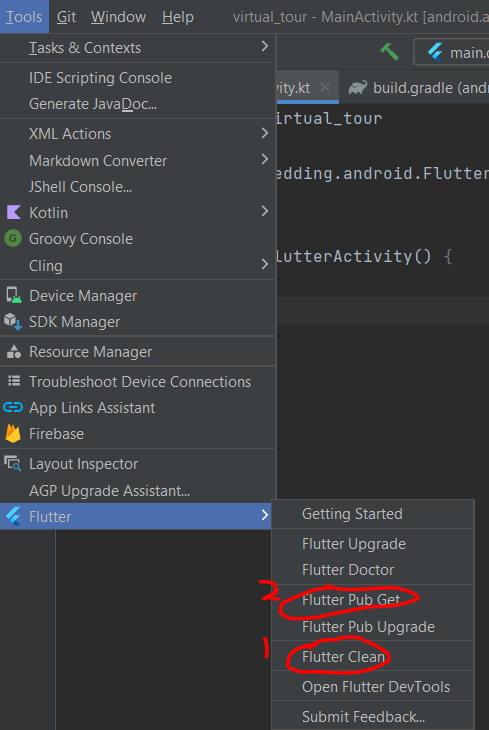 Tools Git Window Help virtual_tour - MainActivity.kt [android.a
Tasks & Contexts
main.
IDE Scripting Console
Generate JavaDoc...
vity.kt build.gradle (andr
irtual_tour
XML Actions
Markdown Converter
edding.android.Flutter
JShell Console...
Kotlin
Groovy Console
lutterActivity() {
Cling
Device Manager
SDK Manager
Resource Manager
Troubleshoot Device Connections
App Links Assistant
Firebase
Layout Inspector
AGP Upgrade Assistant...
Flutter
Getting Started
Flutter Upgrade
Flutter Doctor
2 Flutter Pub Get
Flutter Pub Upgrade
1 Flutter Clean
Open Flutter DevTools
Submit Feedback...